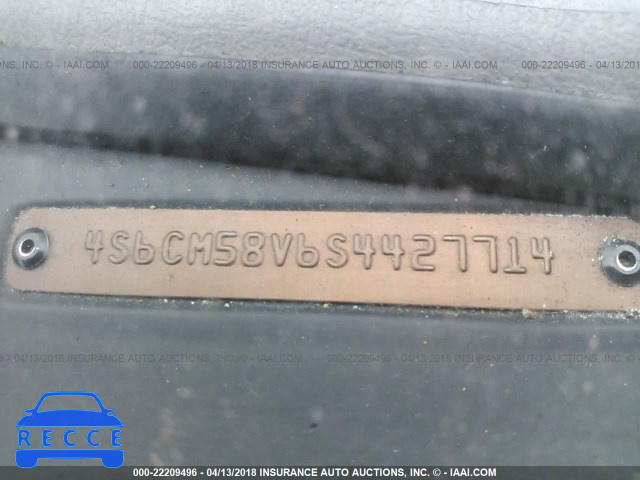 INC. - IAAI.COM 000-22209496 - 04/13/2018 INSURANCE AUTO AUCTIONS, INC. - IAAI.COM 000-22209496 - 04/13/2018
4S6CM58V6S4427714
04/13/2018 INSURANCE AUTO AUCTIONS, INC. - IAAI.COM 000-22209496 - 04/13/2018 INSURANCE AUTO AUCTIONS, INC.
RECCE
000-22209496 - 04/13/2018 INSURANCE AUTO AUCTIONS, INC. - IAAI.COM